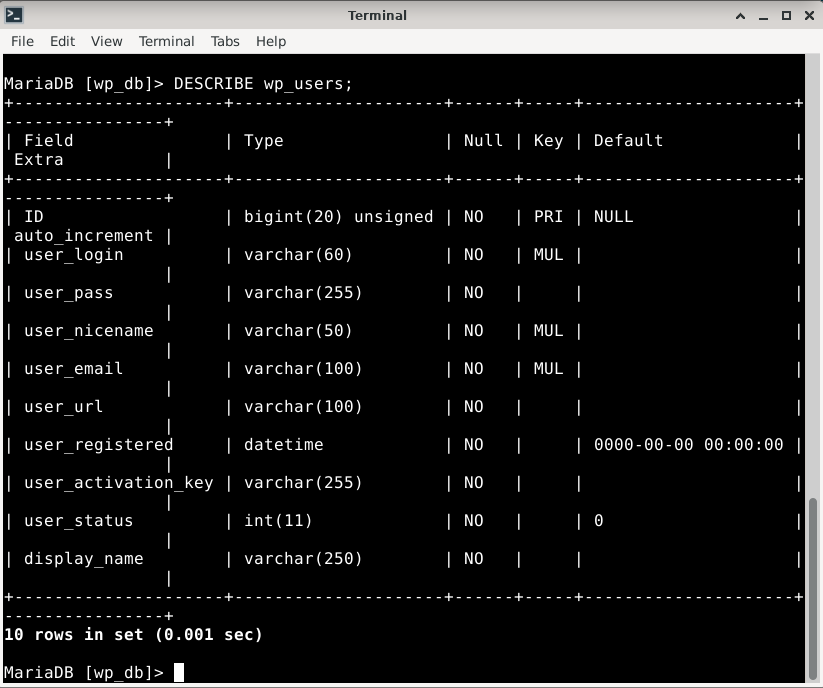 Terminal
File Edit View Terminal Tabs Help
MariaDB [wp_db]> DESCRIBE wp_users;
+---------------------+---------------------+------+-----+---------------------+
----------------+
| Field               | Type                | Null | Key | Default             |
 Extra          |
+---------------------+---------------------+------+-----+---------------------+
----------------+
| ID                  | bigint(20) unsigned | NO   | PRI | NULL                |
 auto_increment |
| user_login          | varchar(60)         | NO   | MUL |                     |
                |
| user_pass           | varchar(255)        | NO   |     |                     |
                |
| user_nicename       | varchar(50)         | NO   | MUL |                     |
                |
| user_email          | varchar(100)        | NO   | MUL |                     |
                |
| user_url            | varchar(100)        | NO   |     |                     |
                |
| user_registered     | datetime            | NO   |     | 0000-00-00 00:00:00 |
                |
| user_activation_key | varchar(255)        | NO   |     |                     |
                |
| user_status         | int(11)             | NO   |     | 0                   |
                |
| display_name        | varchar(250)        | NO   |     |                     |
                |
+---------------------+---------------------+------+-----+---------------------+
----------------+
10 rows in set (0.001 sec)
MariaDB [wp_db]>